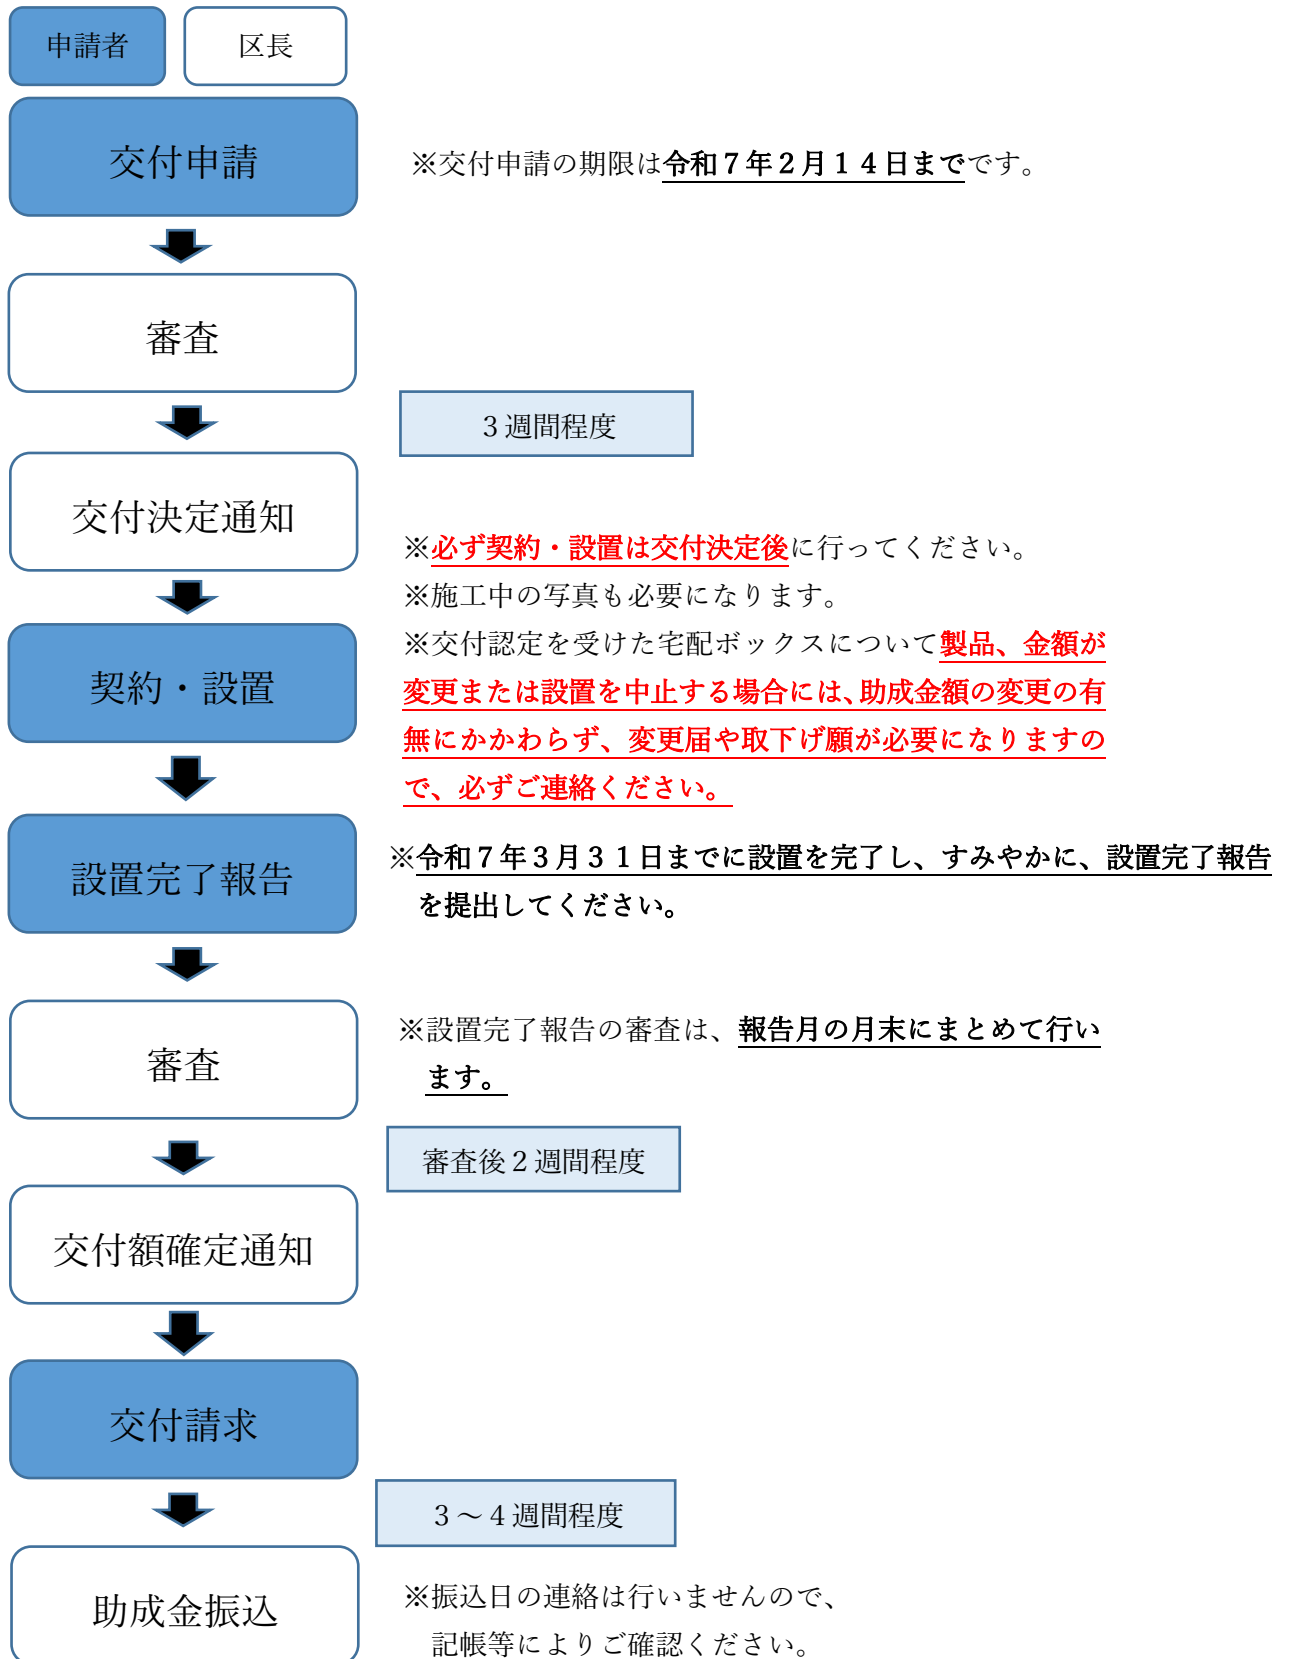 申請者
区長
交付申請
※交付申請の期限は令和７年２月１４日までです。
審査
３週間程度
交付決定通知
※必ず契約・設置は交付決定後に行ってください。
※施工中の写真も必要になります。
※交付認定を受けた宅配ボックスについて製品、金額が
変更または設置を中止する場合には、助成金額の変更の有
無にかかわらず、変更届や取下げ願が必要になりますの
で、必ずご連絡ください。
契約・設置
設置完了報告
※令和７年３月３１日までに設置を完了し、すみやかに、設置完了報告
を提出してください。
審査
※設置完了報告の審査は、報告月の月末にまとめて行い
ます。
審査後２週間程度
交付額確定通知
交付請求
３～４週間程度
助成金振込
※振込日の連絡は行いませんので、
記帳等によりご確認ください。